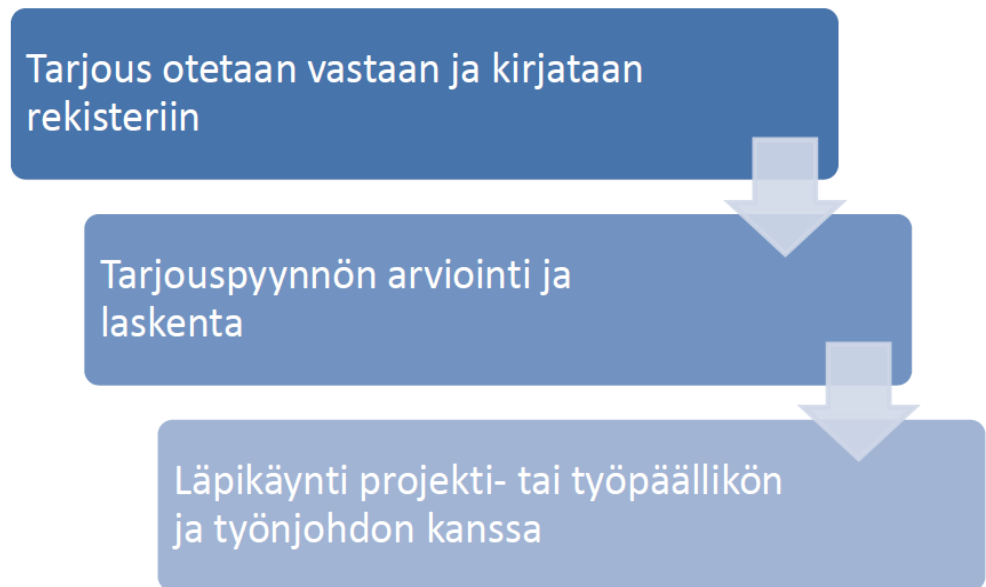 Tarjous otetaan vastaan ja kirjataan
rekisteriin
Tarjouspyynnön arviointi ja
laskenta
Läpikäynti projekti- tai työpäällikön
ja työnjohdon kanssa